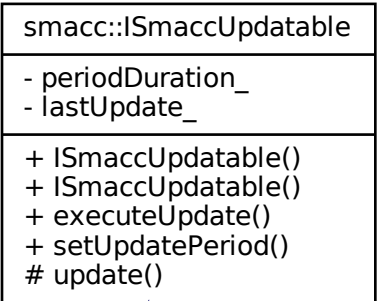 smacc::ISmaccUpdatable
- periodDuration_
- lastUpdate_
+ ISmaccUpdatable()
+ ISmaccUpdatable()
+ executeUpdate()
+ setUpdatePeriod()
# update()